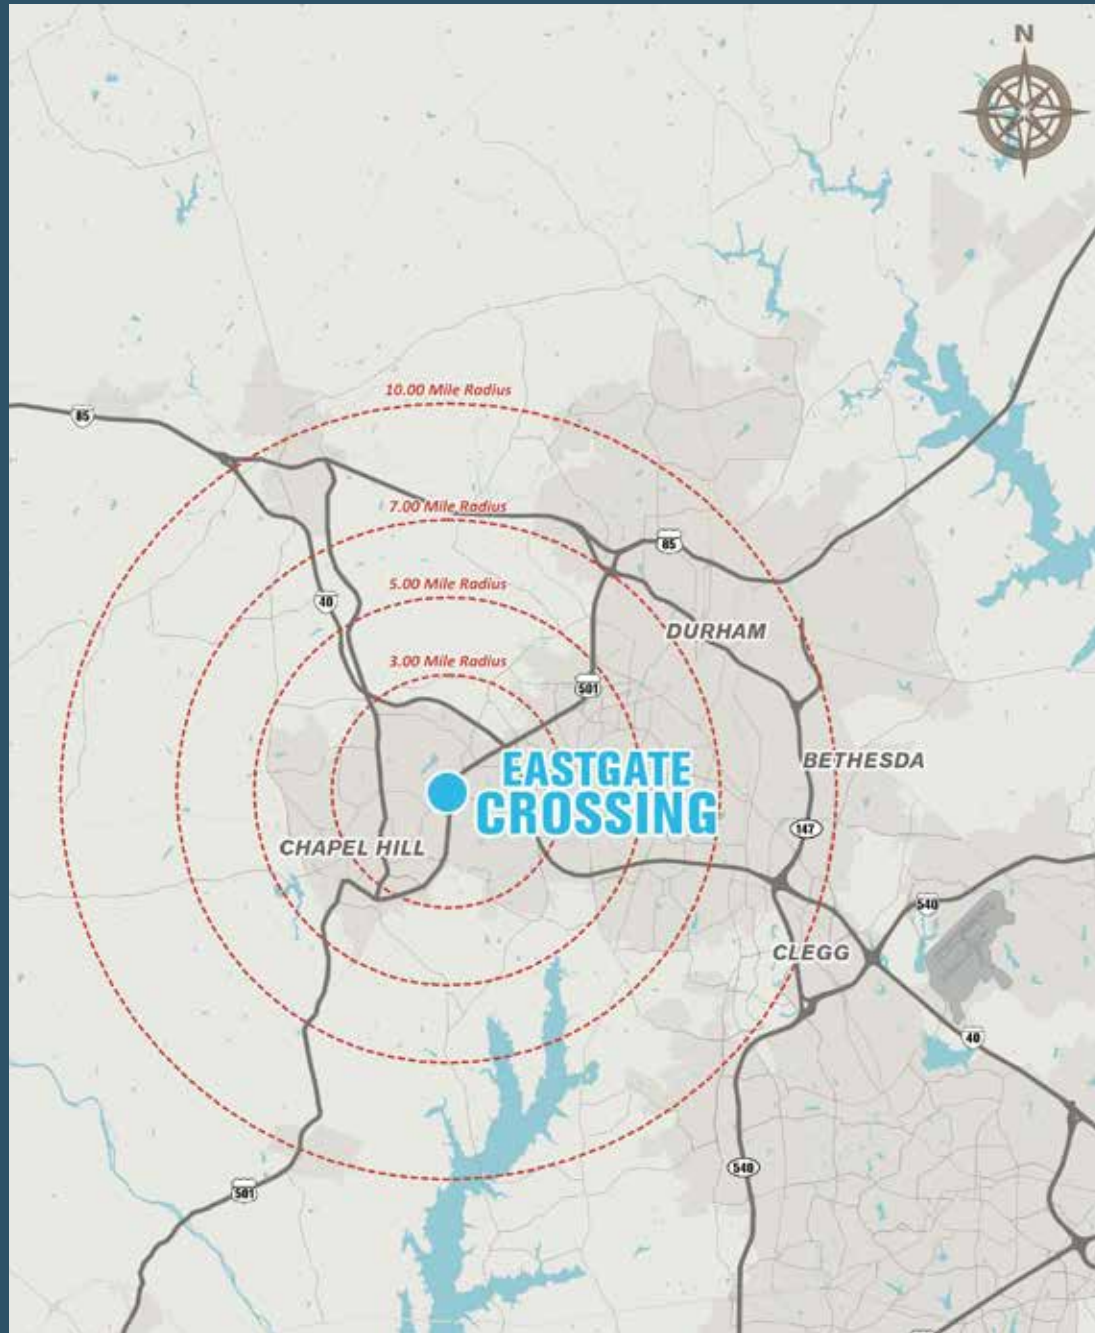 N
10.00 Mile Radius
85
7.00 Mile Radius
85
5.00 Mile Radius
40
DURHAM
3.00 Mile Radius
501
EASTGATE
CROSSING
BETHESDA
147
CHAPEL HILL
540
CLEGG
40
540
501